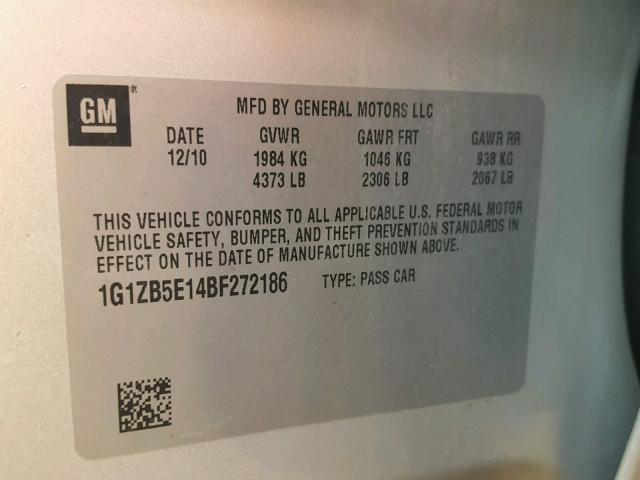 GM ®
MFD BY GENERAL MOTORS LLC
DATE GVWR GAWR FRT GAWR RR
12/10 1984 KG 1046 KG 938 KG
4373 LB 2306 LB 2067 LB
THIS VEHICLE CONFORMS TO ALL APPLICABLE U.S. FEDERAL MOTOR
VEHICLE SAFETY, BUMPER, AND THEFT PREVENTION STANDARDS IN
EFFECT ON THE DATE OF MANUFACTURE SHOWN ABOVE.
1G1ZB5E14BF272186 TYPE: PASS CAR